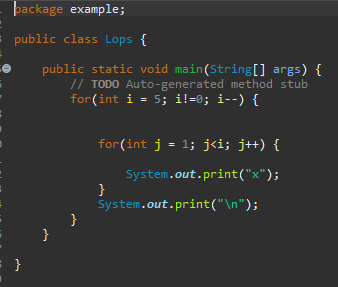 package example;
public class Lops {
public static void main(String[] args) {
// TODO Auto-generated method stub
for(int i = 5; i!=0; i--) {
for(int j = 1; j<i; j++) {
System.out.print("x");
}
System.out.print("\n");
}
}
}